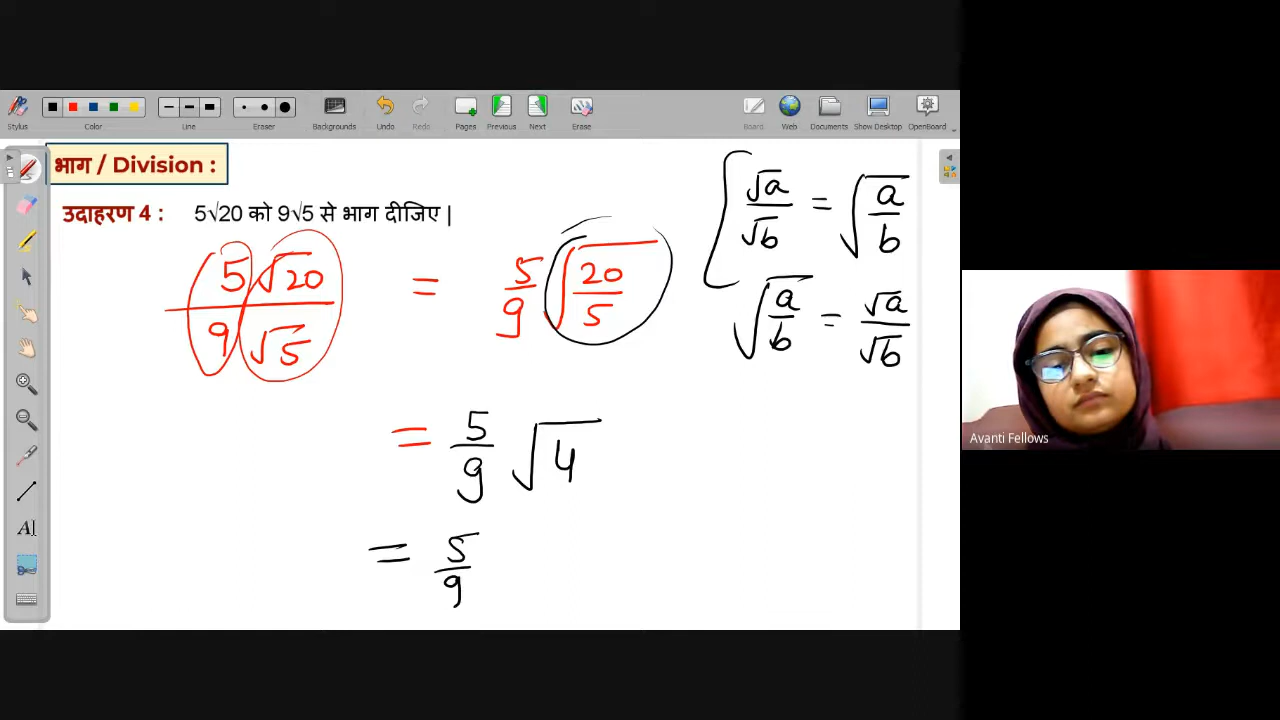 Color
Line
Eraser
Stylus
Backgrounds
Undo
Redo
Pages
Previous
Next
Erase
Board
Web
Documents
Show Desktop
OpenBoard
भाग / Division :
उदाहरण 4 : 5√20 को 9√5 से भाग दीजिए |
5√20 / 9√5 = 5/9 √(20/5)
= 5/9 √4
= 5/9
√a / √b = √(a/b)
√(a/b) = √a / √b
AI
Avanti Fellows